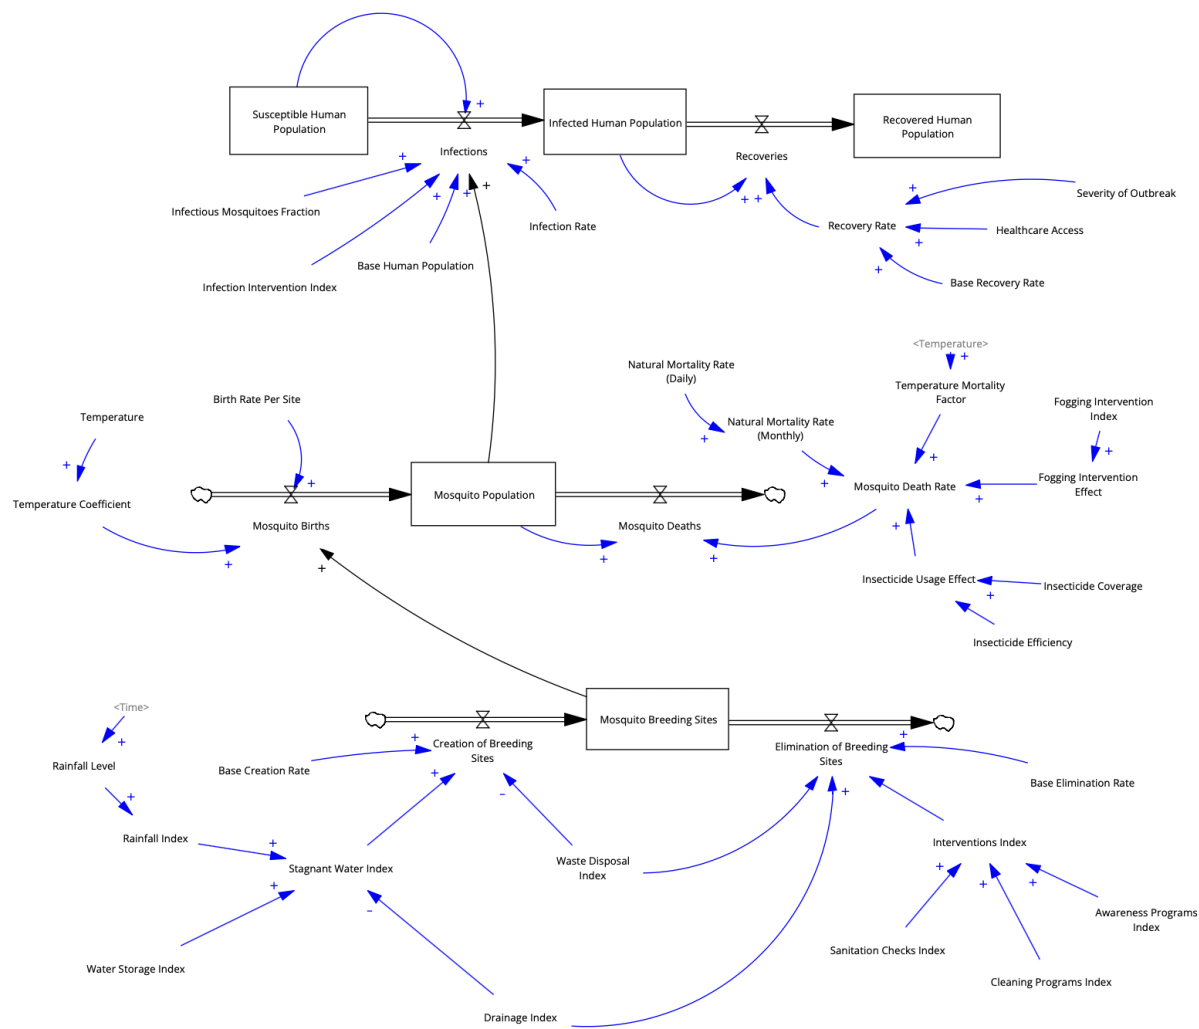 Susceptible Human
Population
Infected Human Population
Recovered Human
Population
+
Infections
Recoveries
+
+
+
+
+
+
+
+
Infectious Mosquitoes Fraction
Infection Rate
Recovery Rate
+
Severity of Outbreak
Healthcare Access
+
Infection Intervention Index
Base Human Population
+
Base Recovery Rate
<Temperature>
+
Natural Mortality Rate
(Daily)
Temperature Mortality
Factor
Birth Rate Per Site
Fogging Intervention
Index
Temperature
Natural Mortality Rate
(Monthly)
+
+
+
+
+
+
+
Temperature Coefficient
Mosquito Population
Mosquito Death Rate
Fogging Intervention
Effect
+
Mosquito Births
Mosquito Deaths
+
+
+
+
+
Insecticide Usage Effect
Insecticide Coverage
+
Insecticide Efficiency
<Time>
+
Mosquito Breeding Sites
+
+
Creation of Breeding
Sites
Elimination of Breeding
Sites
Rainfall Level
Base Creation Rate
+
Base Elimination Rate
+
-
+
Rainfall Index
+
Interventions Index
Stagnant Water Index
Waste Disposal
Index
+
+
+
+
-
Awareness Programs
Index
Sanitation Checks Index
Water Storage Index
Cleaning Programs Index
Drainage Index